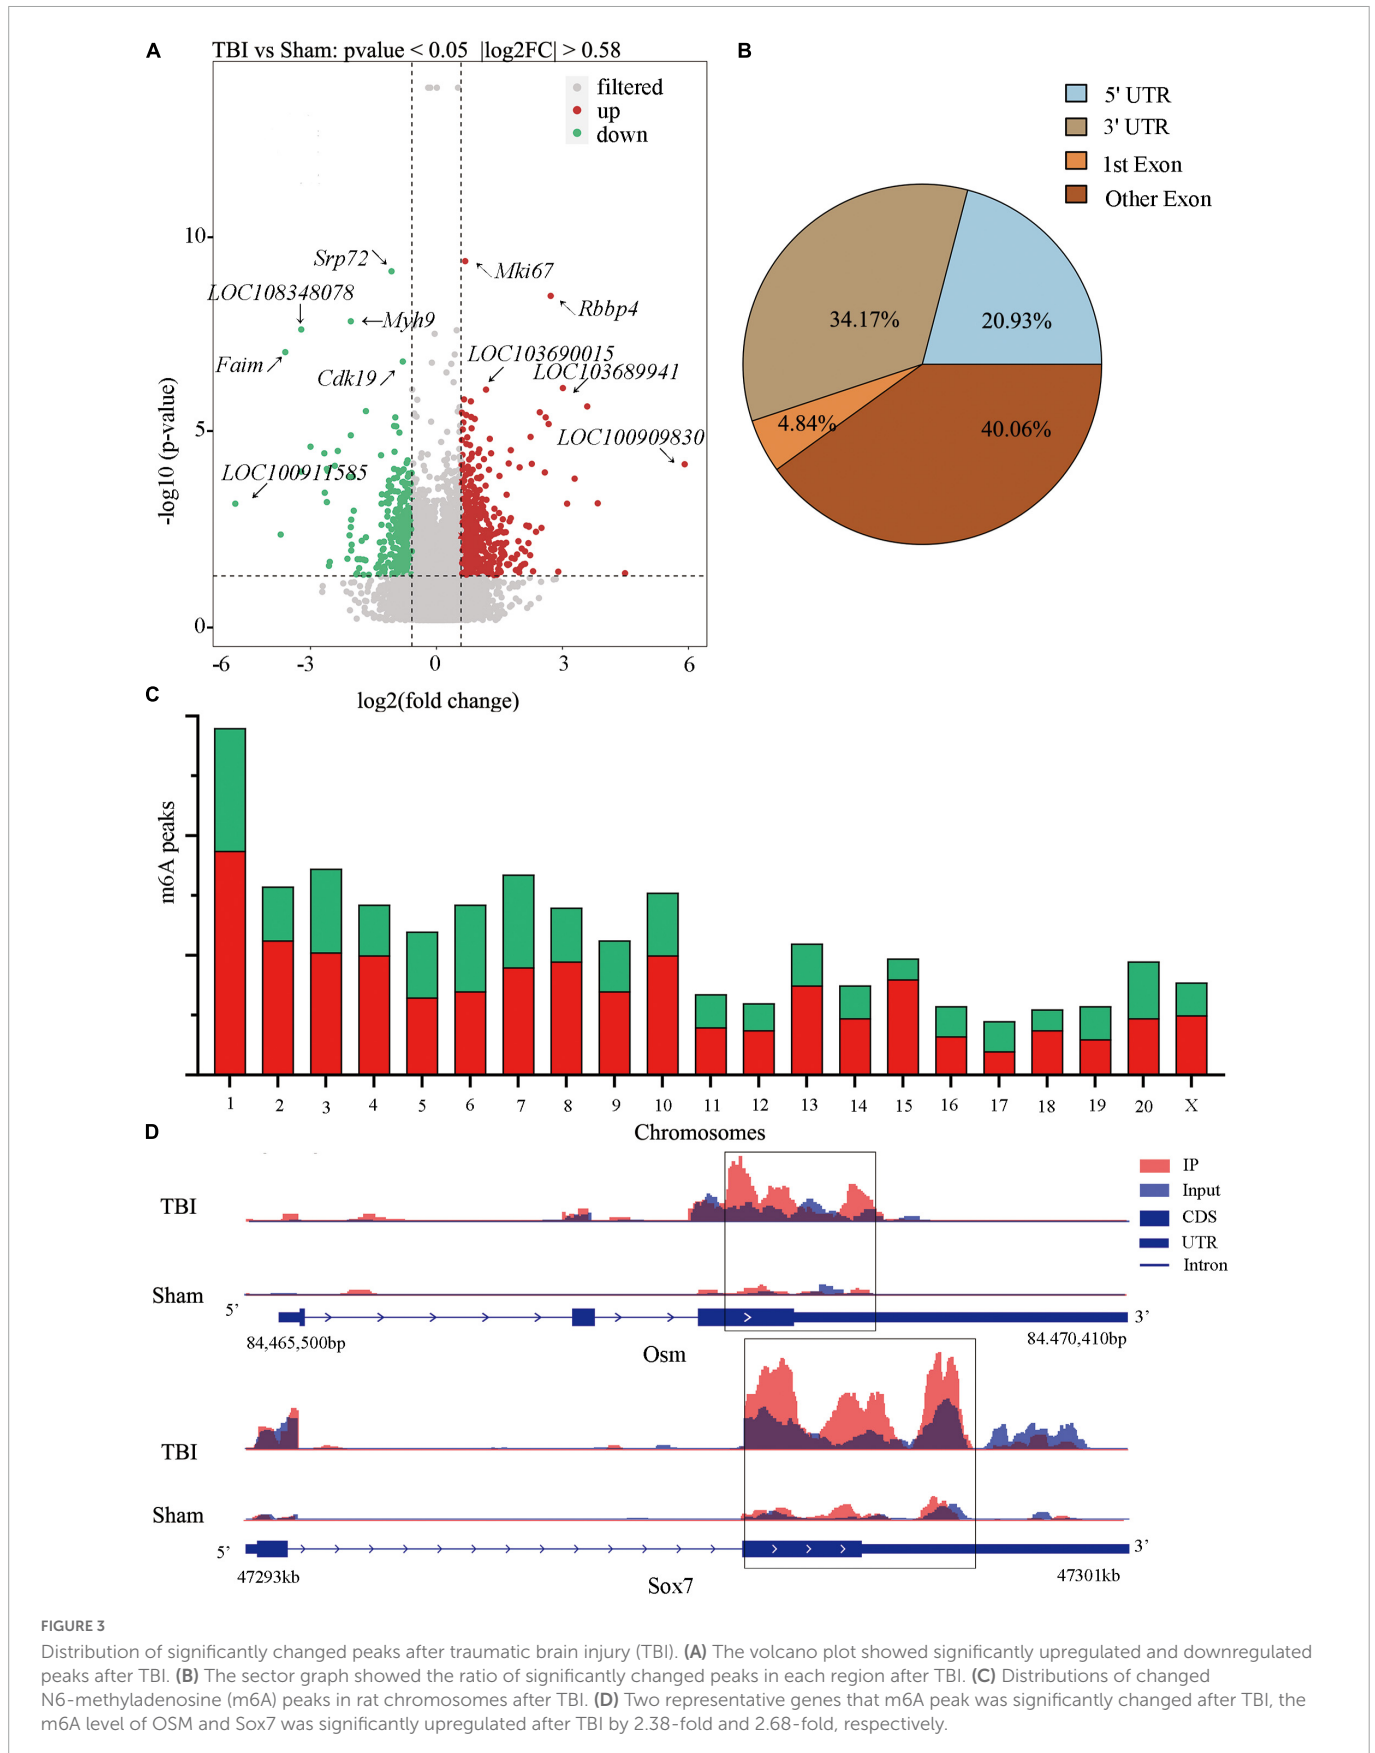 A
TBI vs Sham: pvalue < 0.05 |log2FC| > 0.58
filtered
up
down
10
5
0
-log10 (p-value)
Srp72
LOC108348078
Myh9
Faim
Cdk19
LOC100911585
Mki67
Rbbp4
LOC103690015
LOC103689941
LOC100909830
-6 -3 0 3 6
log2(fold change)
B
5' UTR
3' UTR
1st Exon
Other Exon
34.17%
20.93%
4.84%
40.06%
C
m6A peaks
1 2 3 4 5 6 7 8 9 10 11 12 13 14 15 16 17 18 19 20 X
Chromosomes
D
TBI
Sham
5’
3’
84,465,500bp
84.470,410bp
Osm
IP
Input
CDS
UTR
Intron
TBI
Sham
5’
3’
47293kb
47301kb
Sox7
FIGURE 3
Distribution of significantly changed peaks after traumatic brain injury (TBI). (A) The volcano plot showed significantly upregulated and downregulated
peaks after TBI. (B) The sector graph showed the ratio of significantly changed peaks in each region after TBI. (C) Distributions of changed
N6-methyladenosine (m6A) peaks in rat chromosomes after TBI. (D) Two representative genes that m6A peak was significantly changed after TBI, the
m6A level of OSM and Sox7 was significantly upregulated after TBI by 2.38-fold and 2.68-fold, respectively.